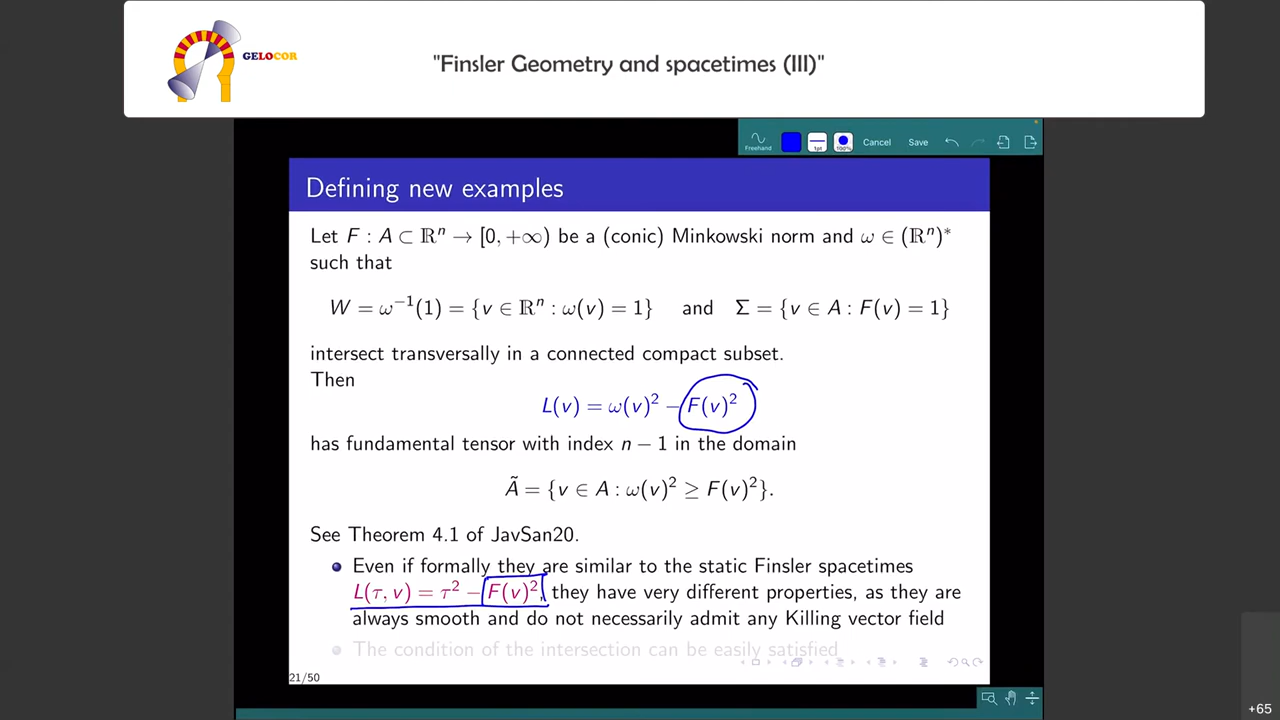 GELOCOR
"Finsler Geometry and spacetimes (III)"
Freehand
1pt
100%
Cancel
Save
Defining new examples
Let F : A ⊂ ℝⁿ → [0, +∞) be a (conic) Minkowski norm and ω ∈ (ℝⁿ)*
such that
W = ω⁻¹(1) = {v ∈ ℝⁿ : ω(v) = 1} and Σ = {v ∈ A : F(v) = 1}
intersect transversally in a connected compact subset.
Then
L(v) = ω(v)² − F(v)²
has fundamental tensor with index n − 1 in the domain
Ã = {v ∈ A : ω(v)² ≥ F(v)²}.
See Theorem 4.1 of JavSan20.
Even if formally they are similar to the static Finsler spacetimes
L(τ, v) = τ² − F(v)², they have very different properties, as they are
always smooth and do not necessarily admit any Killing vector field
The condition of the intersection can be easily satisfied
21/50
+65